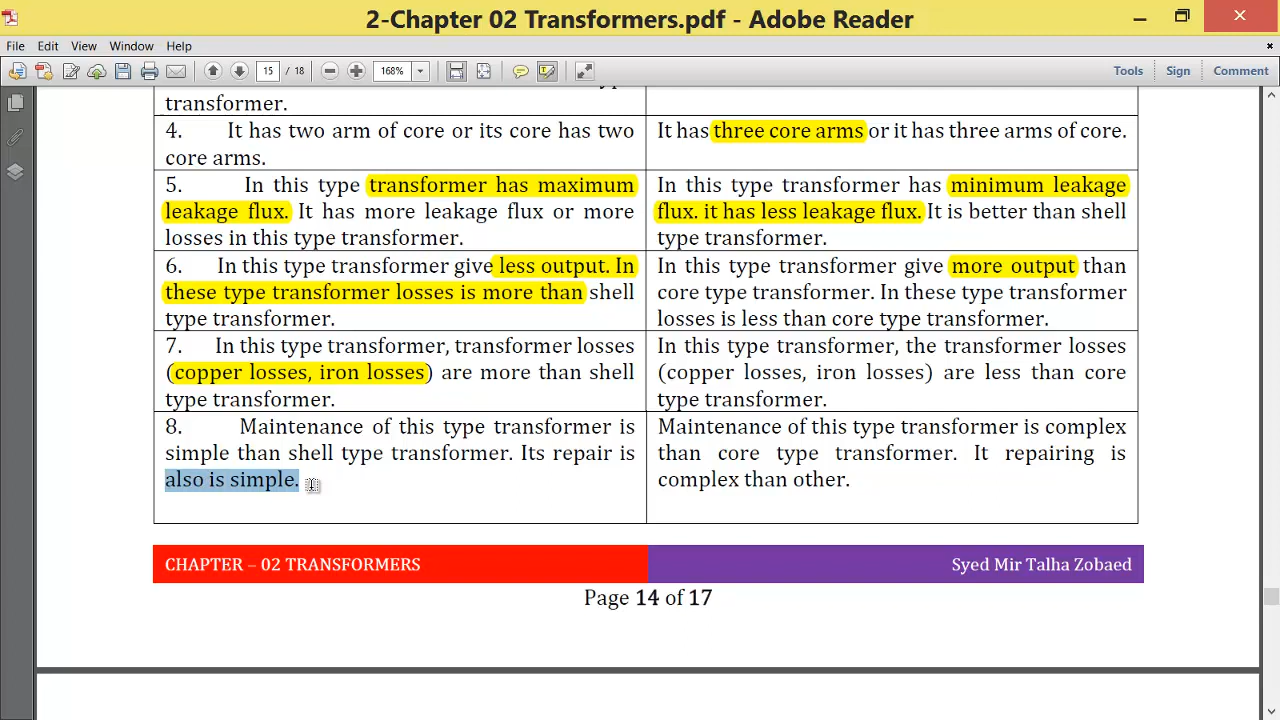 2-Chapter 02 Transformers.pdf - Adobe Reader
File Edit View Window Help
15 / 18 168% Tools Sign Comment
transformer.
4. It has two arm of core or its core has two
core arms.
It has three core arms or it has three arms of core.
5. In this type transformer has maximum
leakage flux. It has more leakage flux or more
losses in this type transformer.
In this type transformer has minimum leakage
flux. it has less leakage flux. It is better than shell
type transformer.
6. In this type transformer give less output. In
these type transformer losses is more than shell
type transformer.
In this type transformer give more output than
core type transformer. In these type transformer
losses is less than core type transformer.
7. In this type transformer, transformer losses
(copper losses, iron losses) are more than shell
type transformer.
In this type transformer, the transformer losses
(copper losses, iron losses) are less than core
type transformer.
8. Maintenance of this type transformer is
simple than shell type transformer. Its repair is
also is simple.
Maintenance of this type transformer is complex
than core type transformer. It repairing is
complex than other.
CHAPTER – 02 TRANSFORMERS Syed Mir Talha Zobaed
Page 14 of 17